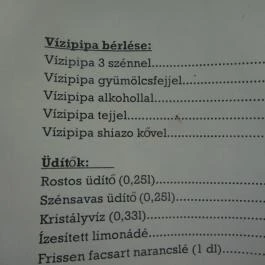 Vízipipa bérlése:
Vízipipa 3 szénnel...................
Vízipipa gyümölcsfejjel...............
Vízipipa alkohollal....................
Vízipipa tejjel........................
Vízipipa shiazo kővel.................
Üdítők:
Rostos üdítő (0,25l)...................
Szénsavas üdítő (0,25l)...............
Kristályvíz (0,33l)....................
Ízesített limonádé....................
Frissen facsart narancslé (1 dl)........